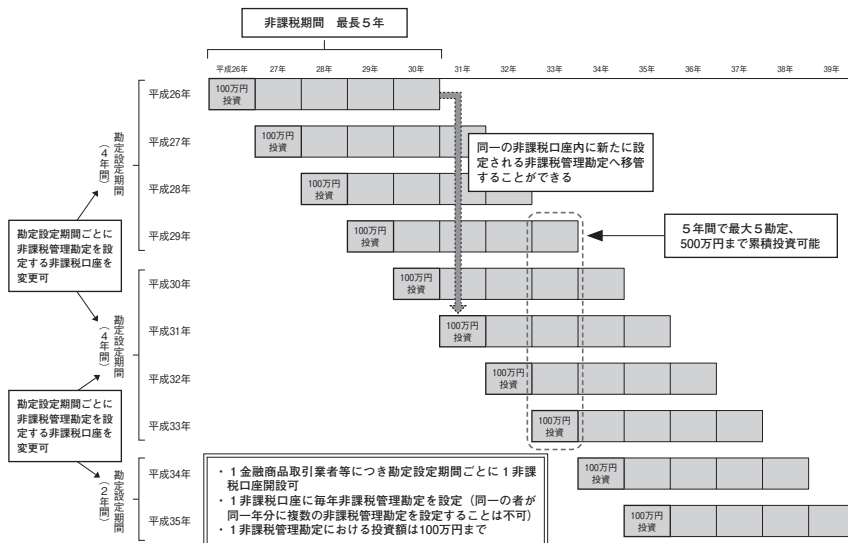 非課税期間 最長5年
平成26年 27年 28年 29年 30年 31年 32年 33年 34年 35年 36年 37年 38年 39年
平成26年
100万円
投資
平成27年
100万円
投資
平成28年
100万円
投資
平成29年
100万円
投資
平成30年
100万円
投資
平成31年
100万円
投資
平成32年
100万円
投資
平成33年
100万円
投資
平成34年
100万円
投資
平成35年
100万円
投資
勘定設定期間
（4年間）
勘定設定期間
（4年間）
勘定設定期間
（2年間）
勘定設定期間ごとに
非課税管理勘定を設
定する非課税口座を
変更可
勘定設定期間ごとに
非課税管理勘定を設
定する非課税口座を
変更可
同一の非課税口座内に新たに設
定される非課税管理勘定へ移管
することができる
5年間で最大5勘定、
500万円まで累積投資可能
・1金融商品取引業者等につき勘定設定期間ごとに1非課
税口座開設可
・1非課税口座に毎年非課税管理勘定を設定（同一の者が
同一年分に複数の非課税管理勘定を設定することは不可）
・1非課税管理勘定における投資額は100万円まで